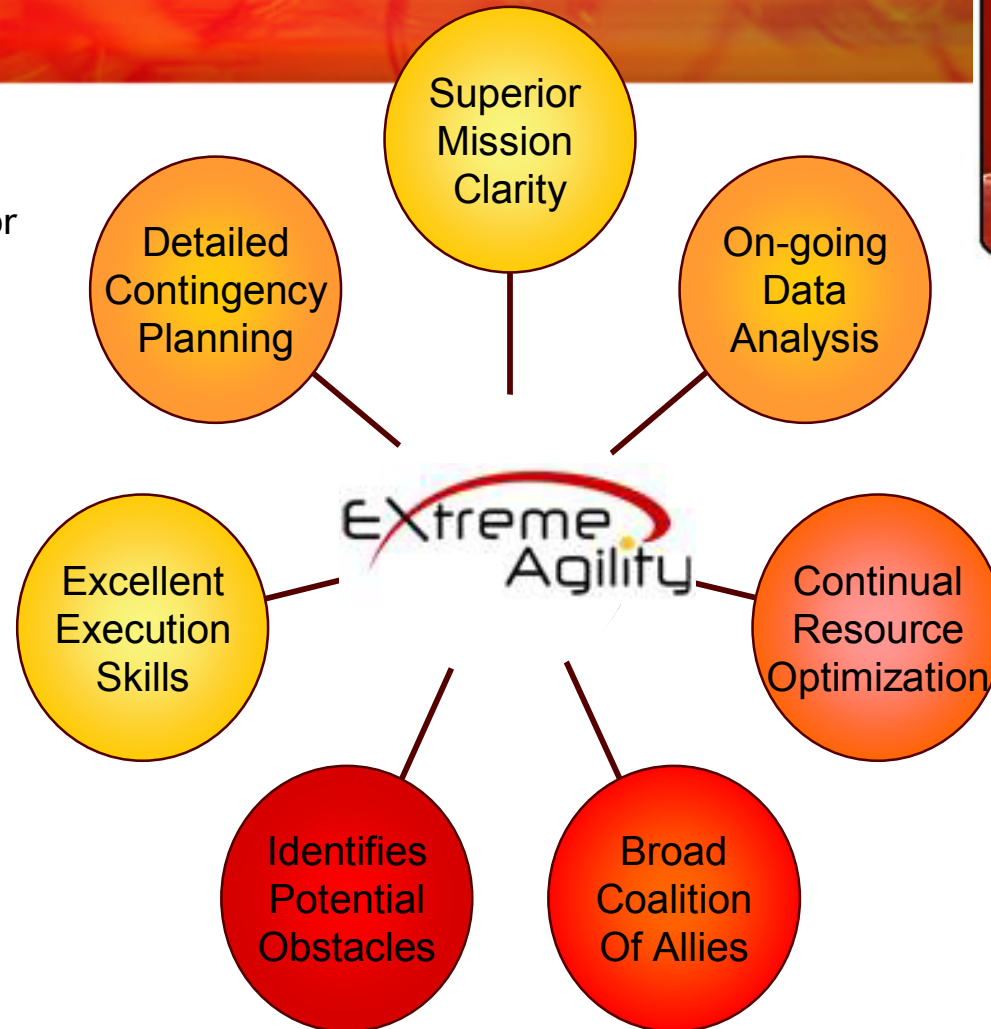 Superior
Mission
Clarity
or
Detailed
Contingency
Planning
On-going
Data
Analysis
EXtreme
Agility
Excellent
Execution
Skills
Continual
Resource
Optimization
Identifies
Potential
Obstacles
Broad
Coalition
Of Allies